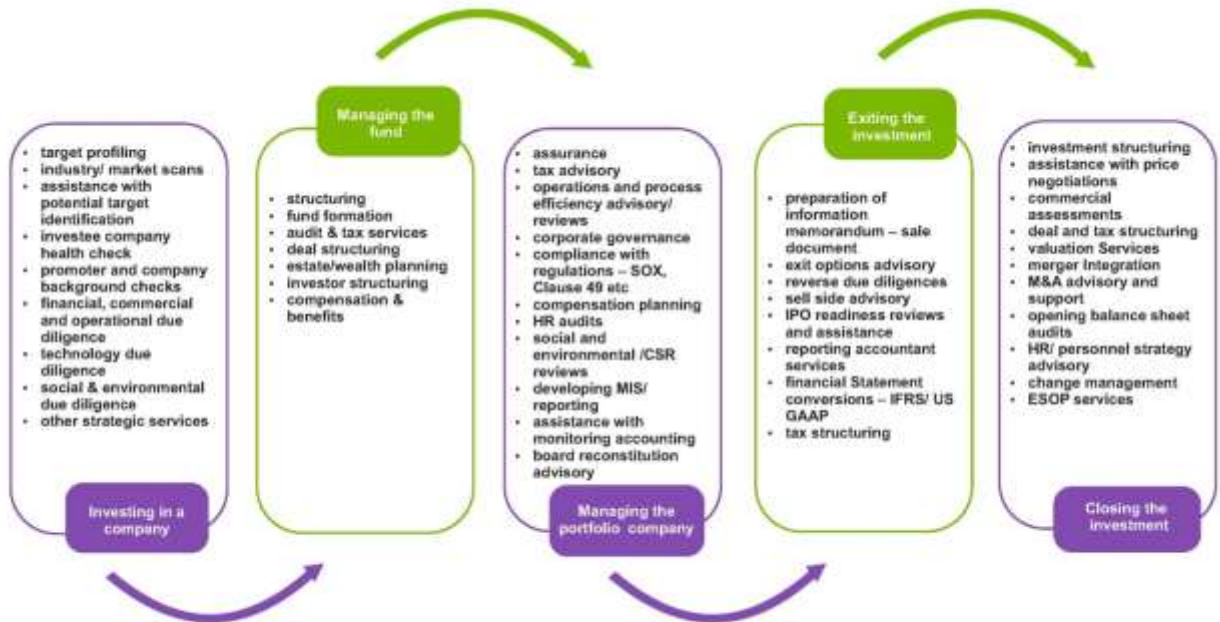 • target profiling
• industry/ market scans
• assistance with
potential target
identification
• investee company
health check
• promoter and company
background checks
• financial, commercial
and operational due
diligence
• technology due
diligence
• social & environmental
due diligence
• other strategic services
Investing in a
company
Managing the
fund
• structuring
• fund formation
• audit & tax services
• deal structuring
• estate/wealth planning
• investor structuring
• compensation &
benefits
• assurance
• tax advisory
• operations and process
efficiency advisory/
reviews
• corporate governance
• compliance with
regulations – SOX,
Clause 49 etc
• compensation planning
• HR audits
• social and
environmental /CSR
reviews
• developing MIS/
reporting
• assistance with
monitoring accounting
• board reconstitution
advisory
Managing the
portfolio company
Exiting the
investment
• preparation of
information
memorandum – sale
document
• exit options advisory
• reverse due diligences
• sell side advisory
• IPO readiness reviews
and assistance
• reporting accountant
services
• financial Statement
conversions – IFRS/ US
GAAP
• tax structuring
• investment structuring
• assistance with price
negotiations
• commercial
assessments
• deal and tax structuring
• valuation Services
• merger Integration
• M&A advisory and
support
• opening balance sheet
audits
• HR/ personnel strategy
advisory
• change management
• ESOP services
Closing the
investment